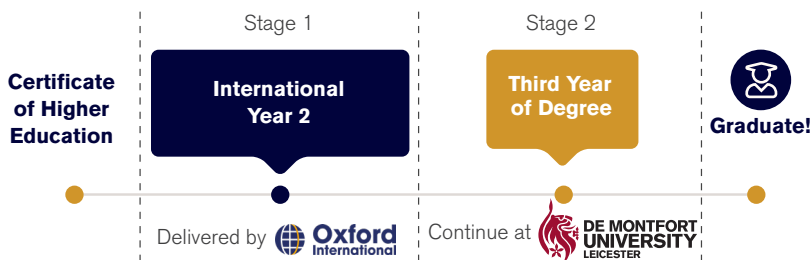 Stage 1
Stage 2
Certificate
of Higher
Education
International
Year 2
Third Year
of Degree
Graduate!
Delivered by
Oxford
International
Continue at
DE MONTFORT
UNIVERSITY
LEICESTER